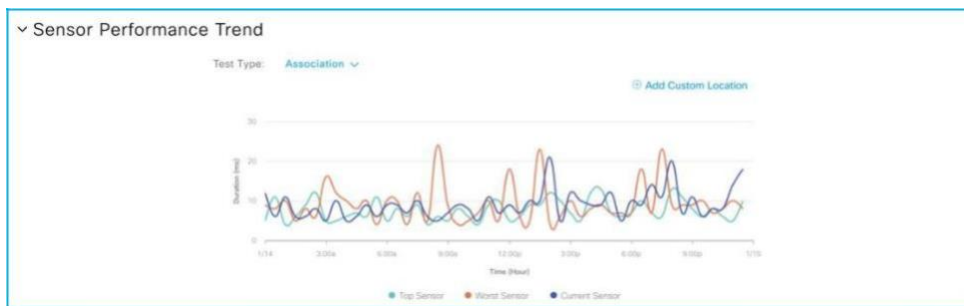 Sensor Performance Trend
Test Type: Association
Add Custom Location
30
20
10
0
Duration (ms)
1/14 3:00a 6:00a 9:00a 12:00p 3:00p 6:00p 9:00p 1/15
Time (Hour)
Top Sensor Worst Sensor Current Sensor